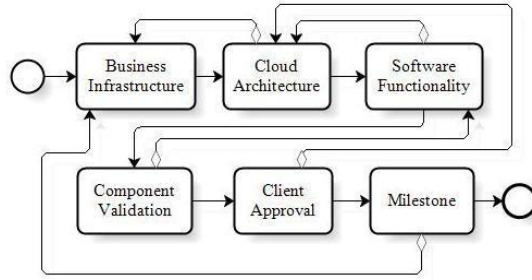 Business
Infrastructure
Cloud
Architecture
Software
Functionality
Component
Validation
Client
Approval
Milestone